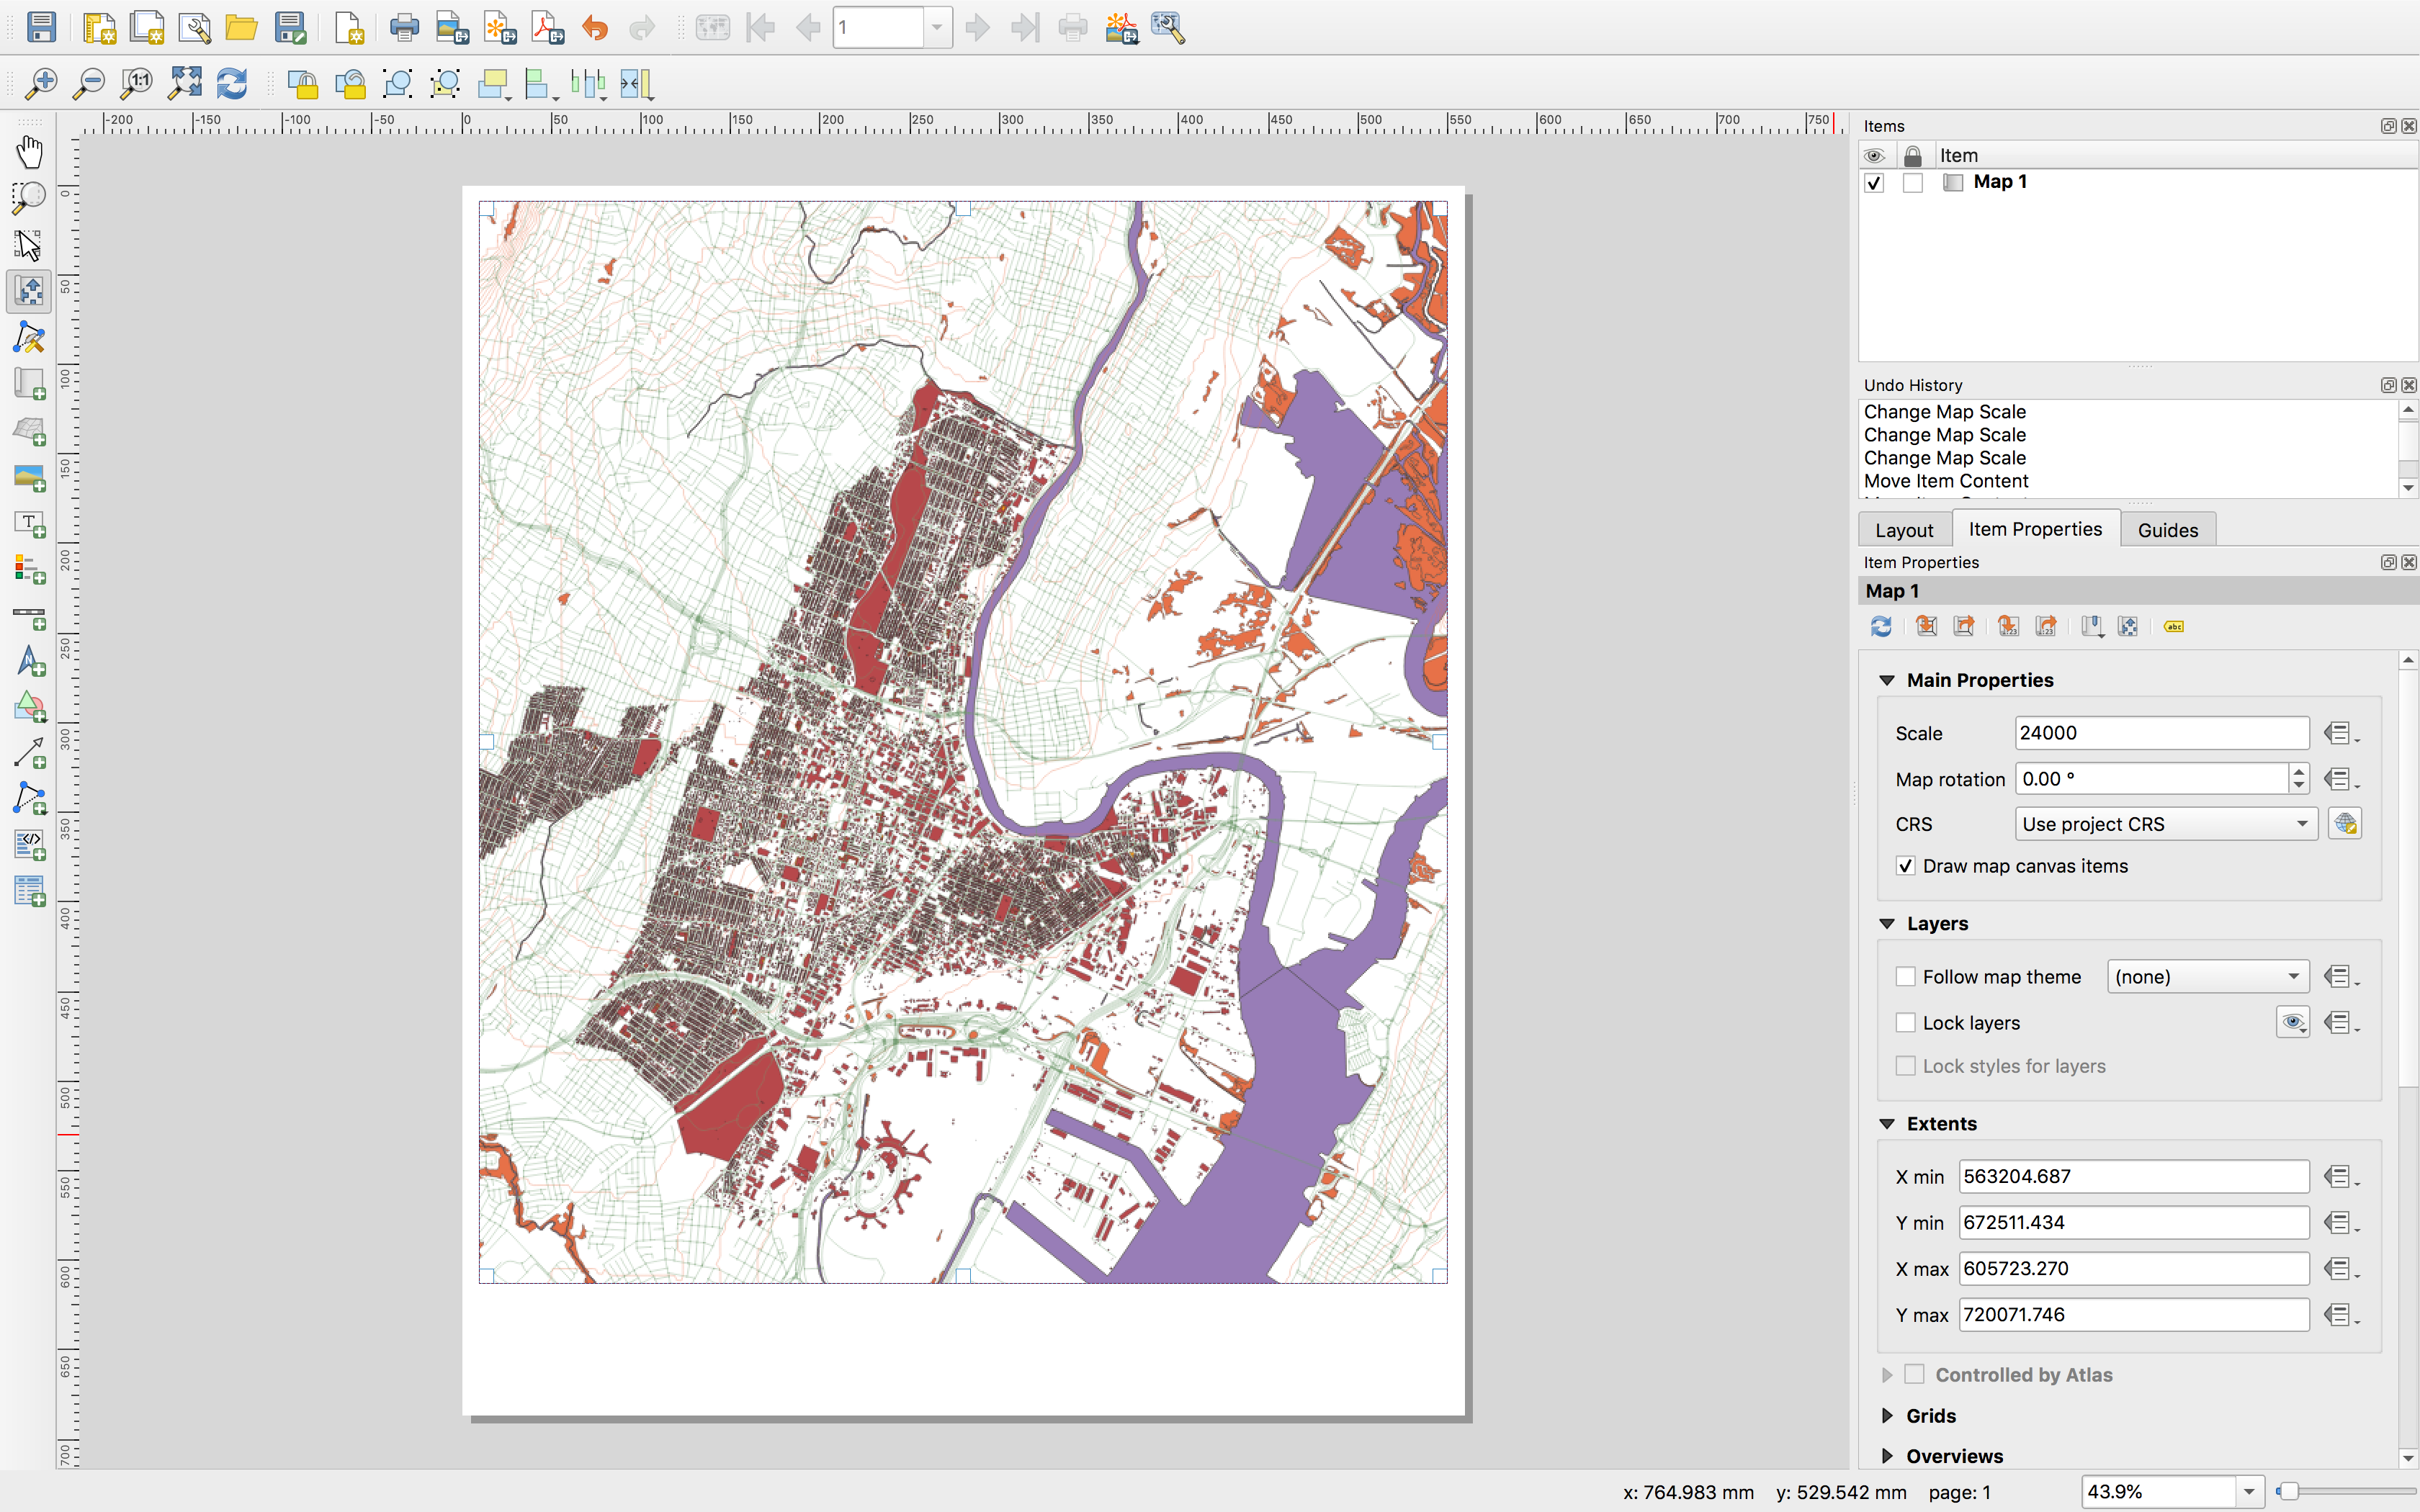 1
1:1
-200 -150 -100 -50 0 50 100 150 200 250 300 350 400 450 500 550 600 650 700 750
0
50
100
150
200
250
300
350
400
450
500
550
600
650
700
T
</>
Items
Item
Map 1
Undo History
Change Map Scale
Change Map Scale
Change Map Scale
Move Item Content
Layout Item Properties Guides
Item Properties
Map 1
123 123 abc
Main Properties
Scale 24000
Map rotation 0.00 °
CRS Use project CRS
Draw map canvas items
Layers
Follow map theme (none)
Lock layers
Lock styles for layers
Extents
X min 563204.687
Y min 672511.434
X max 605723.270
Y max 720071.746
Controlled by Atlas
Grids
Overviews
x: 764.983 mm y: 529.542 mm page: 1 43.9%